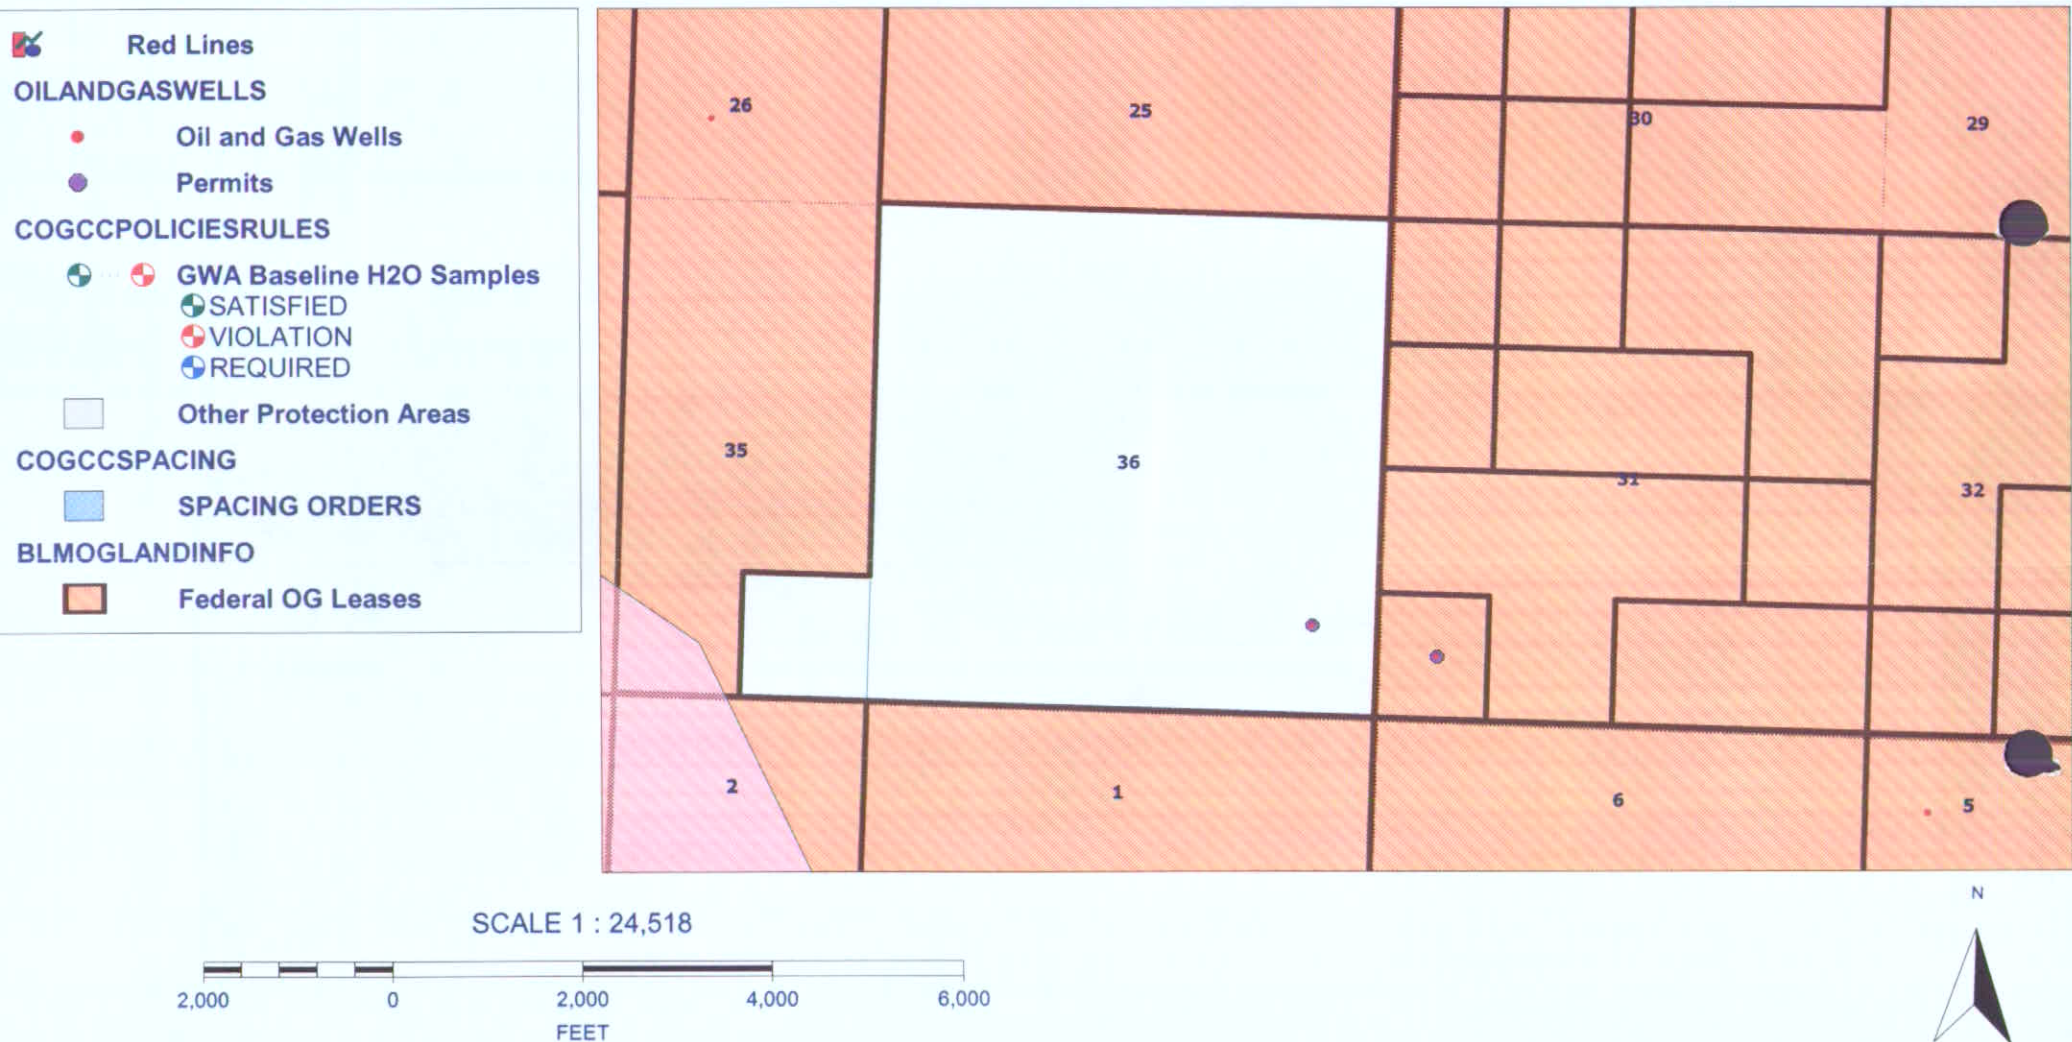 Red Lines
OILANDGASWELLS
Oil and Gas Wells
Permits
COGCCPOLICIESRULES
GWA Baseline H2O Samples
SATISFIED
VIOLATION
REQUIRED
Other Protection Areas
COGCCSPACING
SPACING ORDERS
BLMOGLANDINFO
Federal OG Leases
26
25
30
29
35
36
31
32
2
1
6
5
SCALE 1 : 24,518
2,000 0 2,000 4,000 6,000
FEET
N